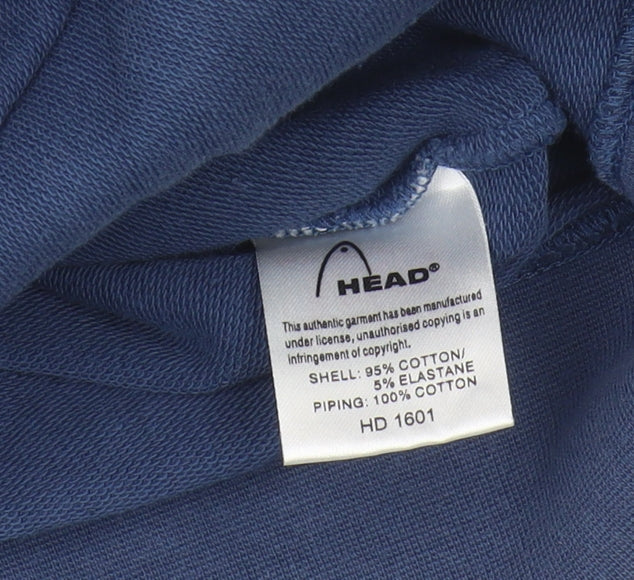 HEAD®
This authentic garment has been manufactured
under license, unauthorised copying is an
infringement of copyright.
SHELL: 95% COTTON/
5% ELASTANE
PIPING: 100% COTTON
HD 1601